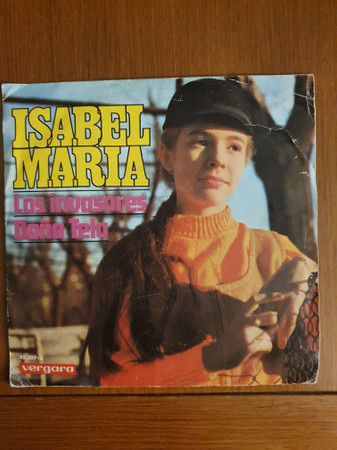 ISABEL
MARIA
Los invasores
Doña Tela
vergara